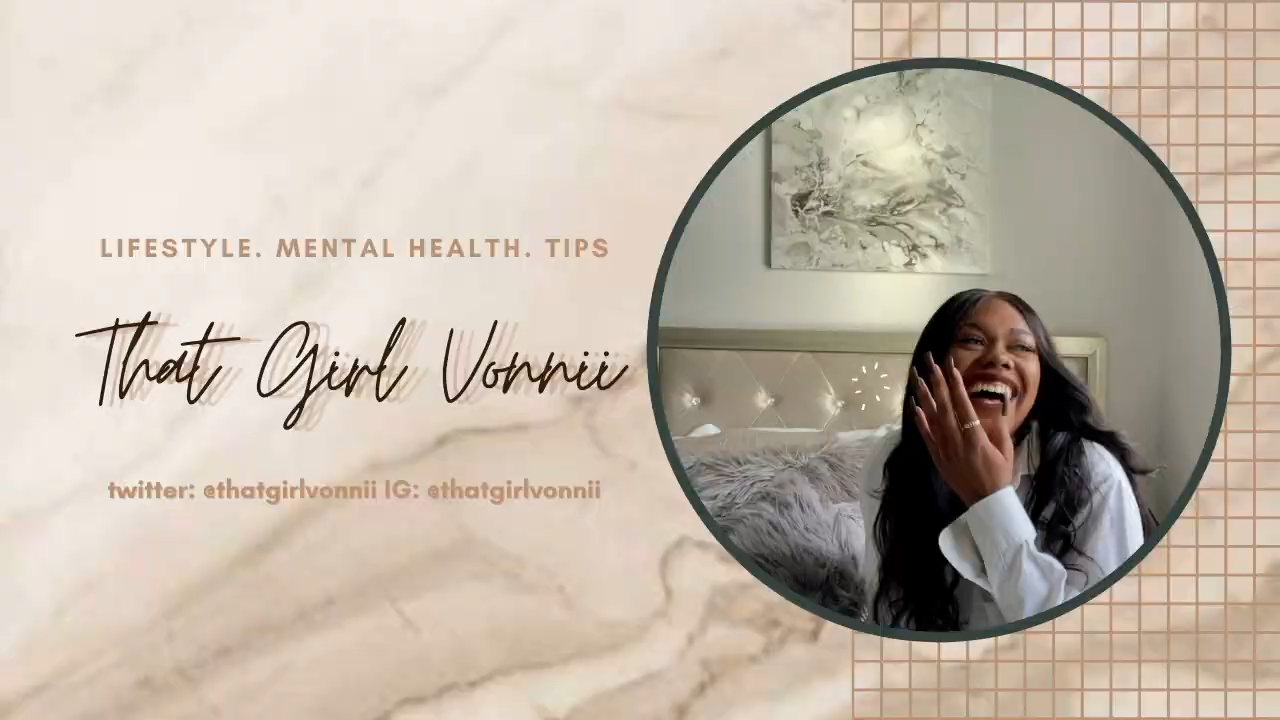 LIFESTYLE. MENTAL HEALTH. TIPS
That Girl Vonnii
twitter: @thatgirlvonnii IG: @thatgirlvonnii